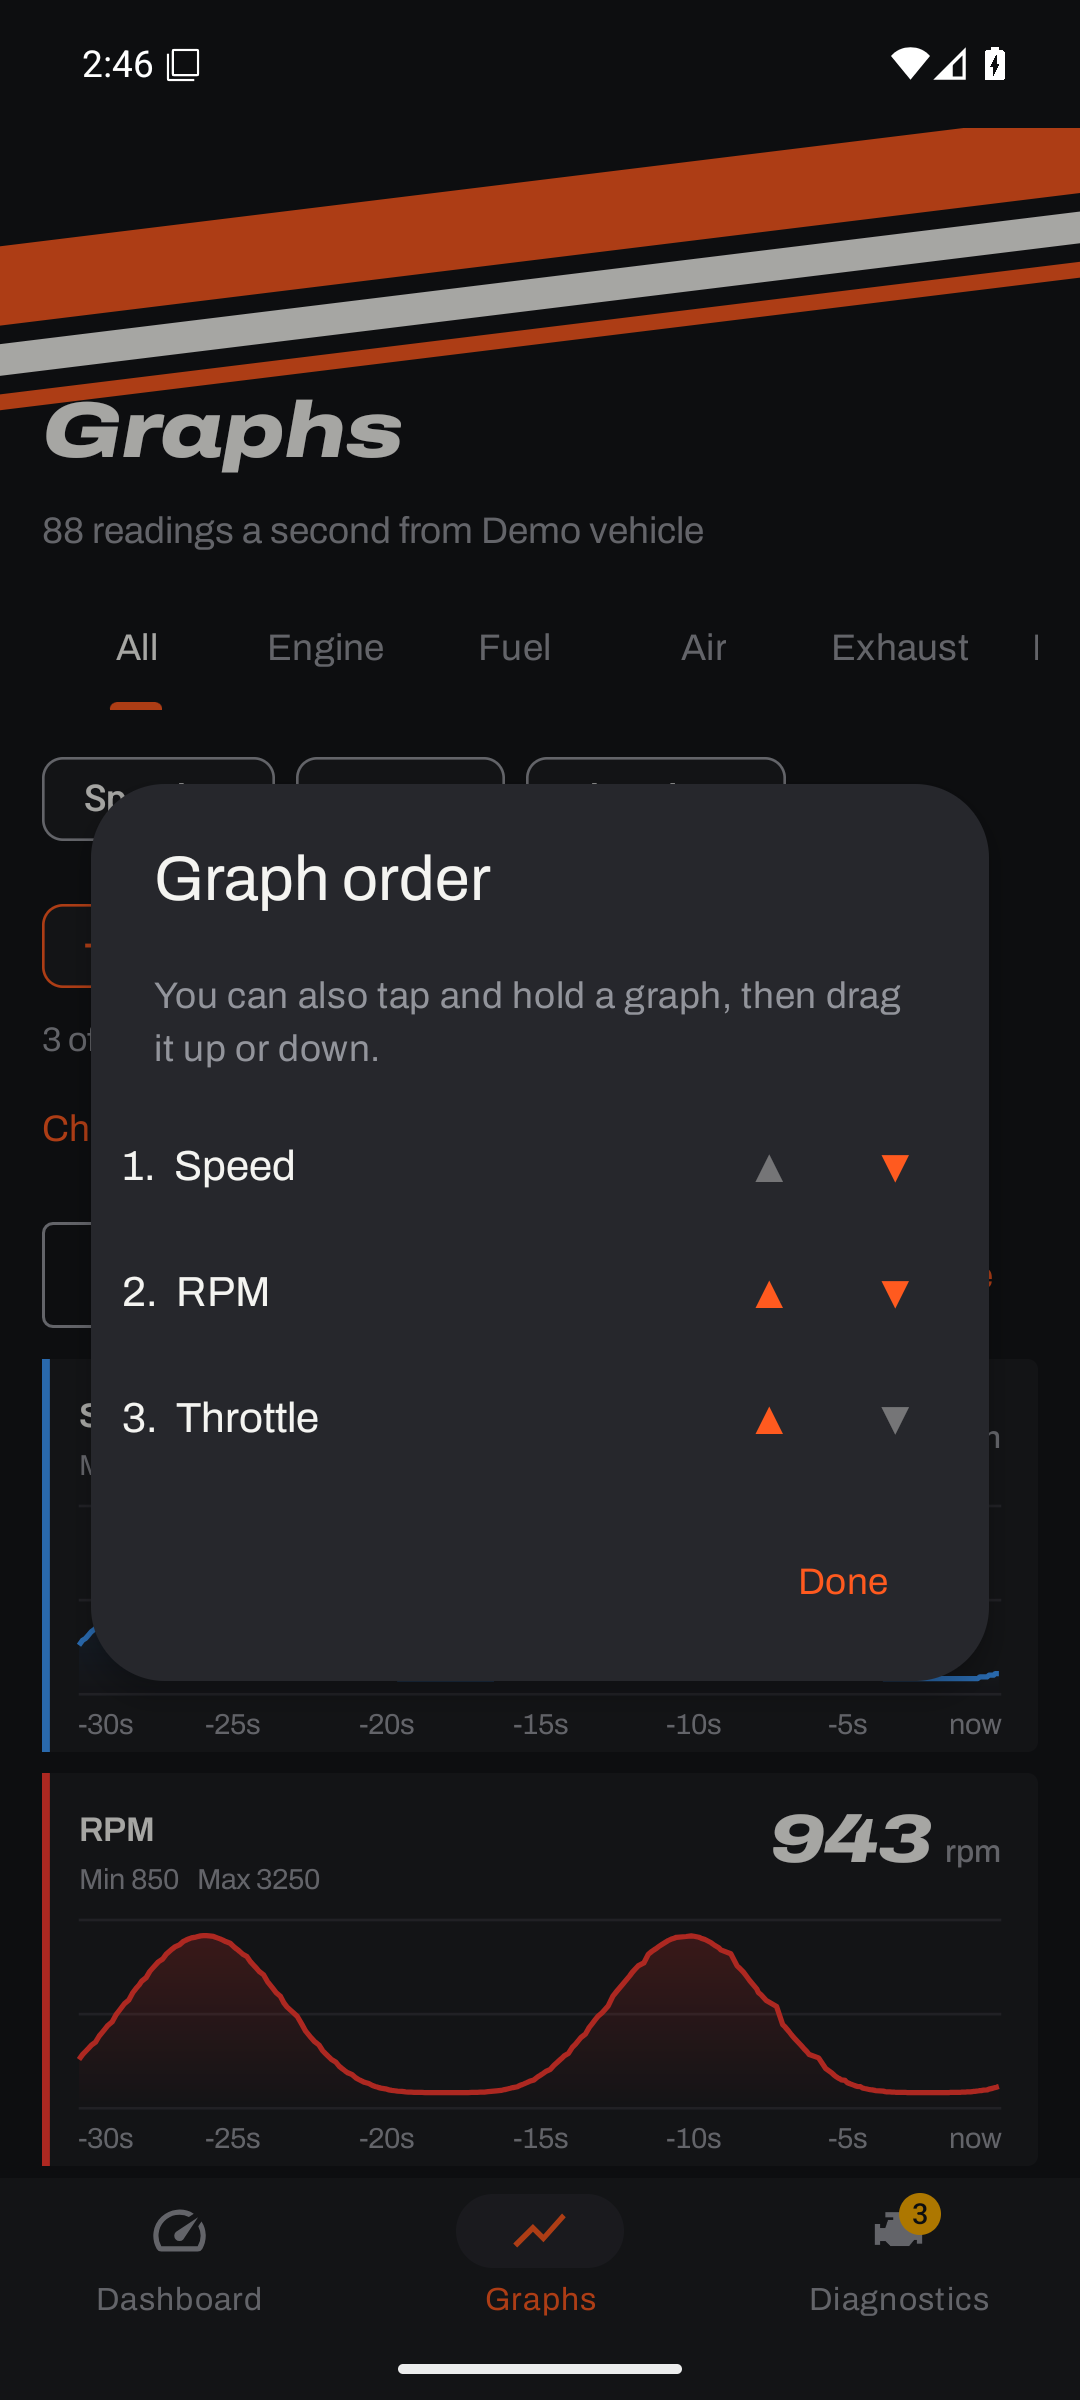 2:46
Graphs
88 readings a second from Demo vehicle
All Engine Fuel Air Exhaust
Graph order
You can also tap and hold a graph, then drag
it up or down.
1. Speed
2. RPM
3. Throttle
Done
-30s -25s -20s -15s -10s -5s now
RPM
943 rpm
Min 850 Max 3250
-30s -25s -20s -15s -10s -5s now
3
Dashboard Graphs Diagnostics